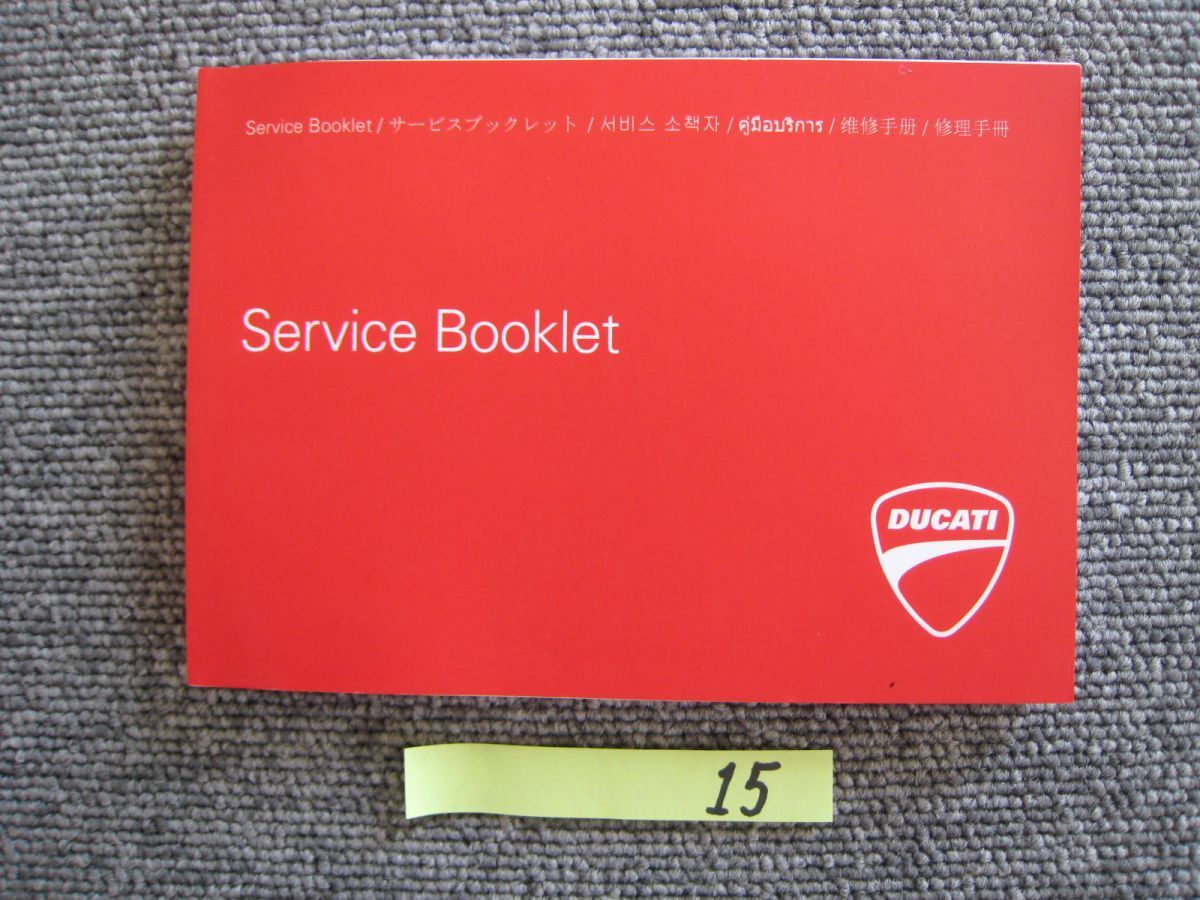 Service Booklet / サービスブックレット / 서비스 소책자 / คู่มือบริการ / 维修手册 / 修理手冊
Service Booklet
DUCATI
15